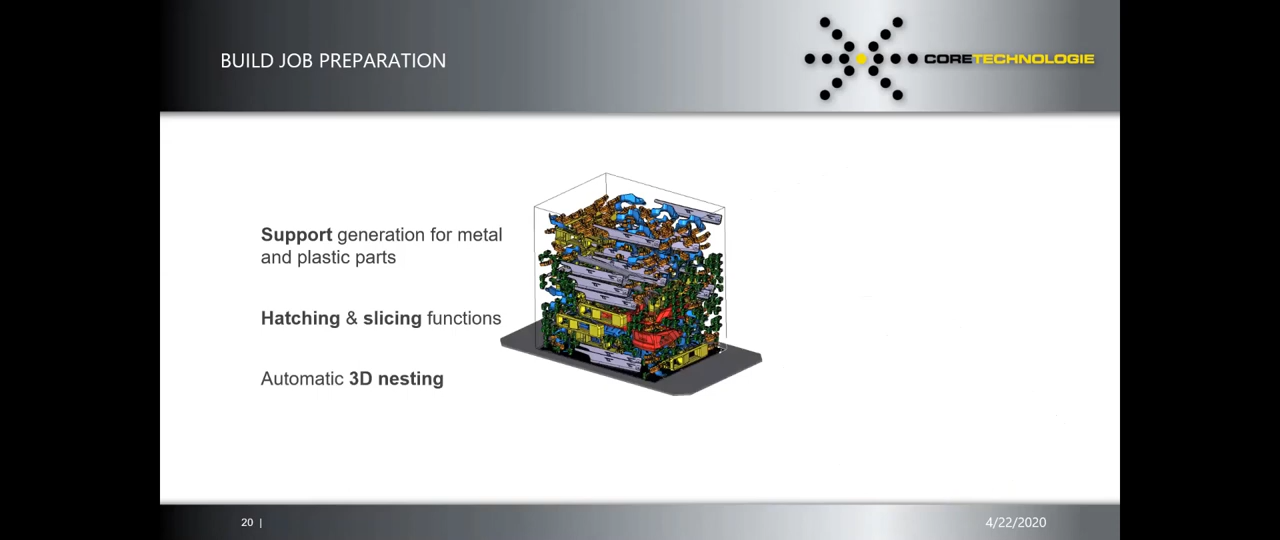 BUILD JOB PREPARATION
CORETECHNOLOGIE
Support generation for metal
and plastic parts
Hatching & slicing functions
Automatic 3D nesting
20 |
4/22/2020